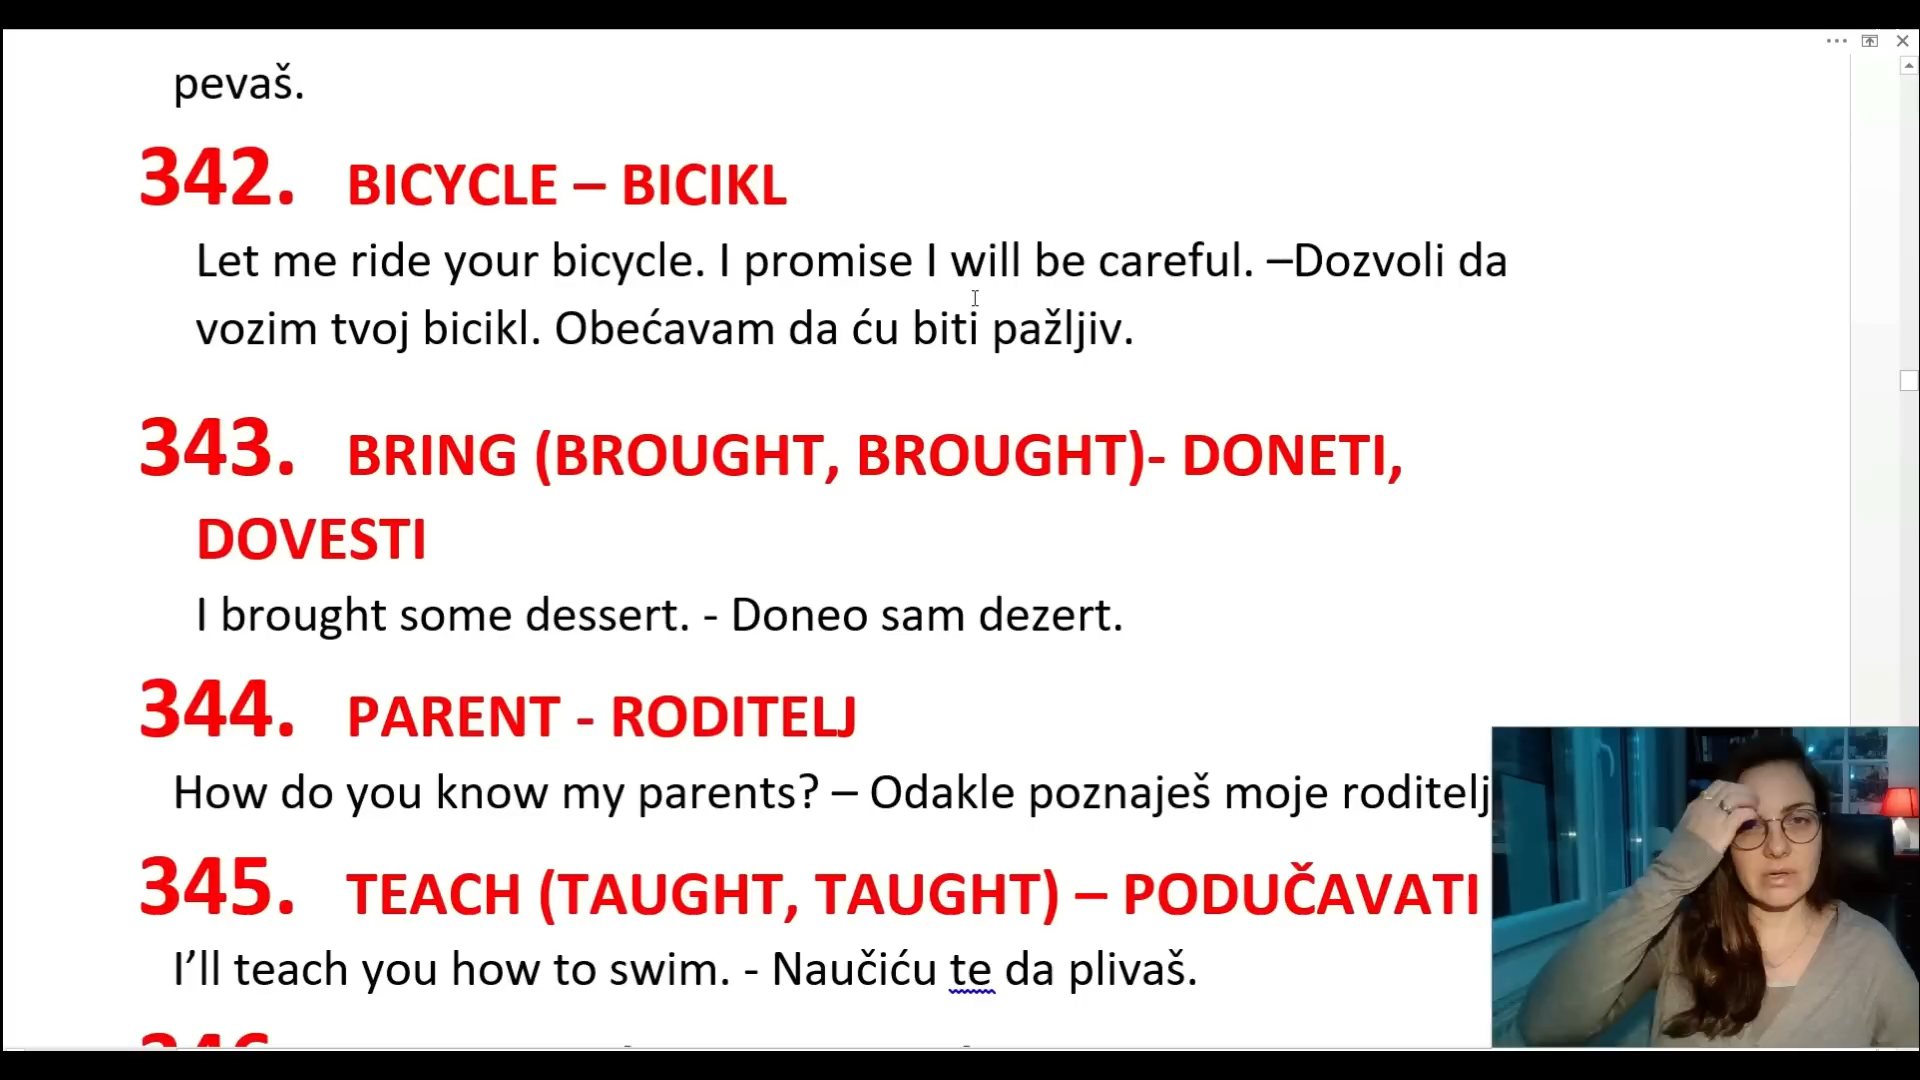 pevaš.
342. BICYCLE – BICIKL
Let me ride your bicycle. I promise I will be careful. –Dozvoli da
vozim tvoj bicikl. Obećavam da ću biti pažljiv.
343. BRING (BROUGHT, BROUGHT)- DONETI,
DOVESTI
I brought some dessert. - Doneo sam dezert.
344. PARENT - RODITELJ
How do you know my parents? – Odakle poznaješ moje roditelj
345. TEACH (TAUGHT, TAUGHT) – PODUČAVATI
I’ll teach you how to swim. - Naučiću te da plivaš.